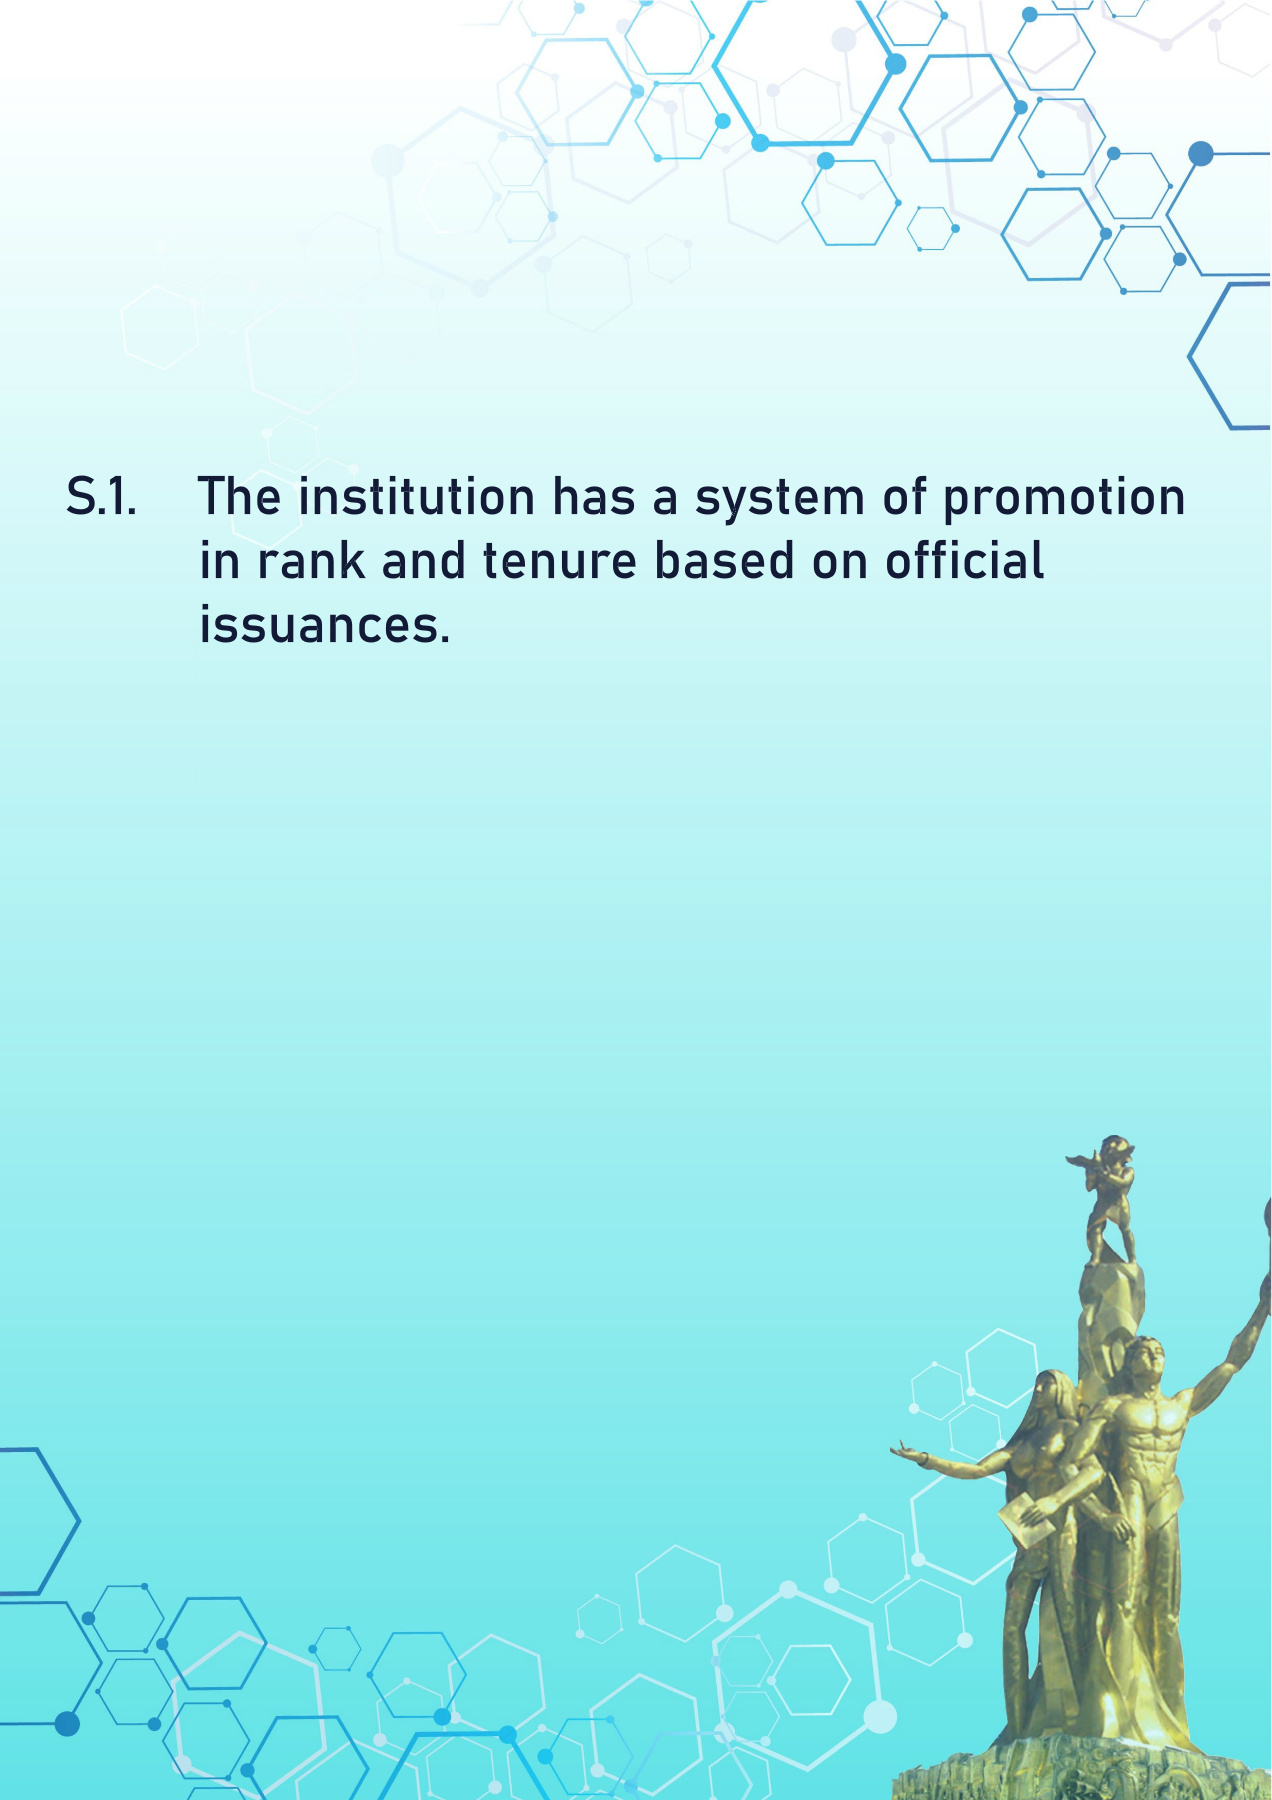 S.1. The institution has a system of promotion
in rank and tenure based on official
issuances.